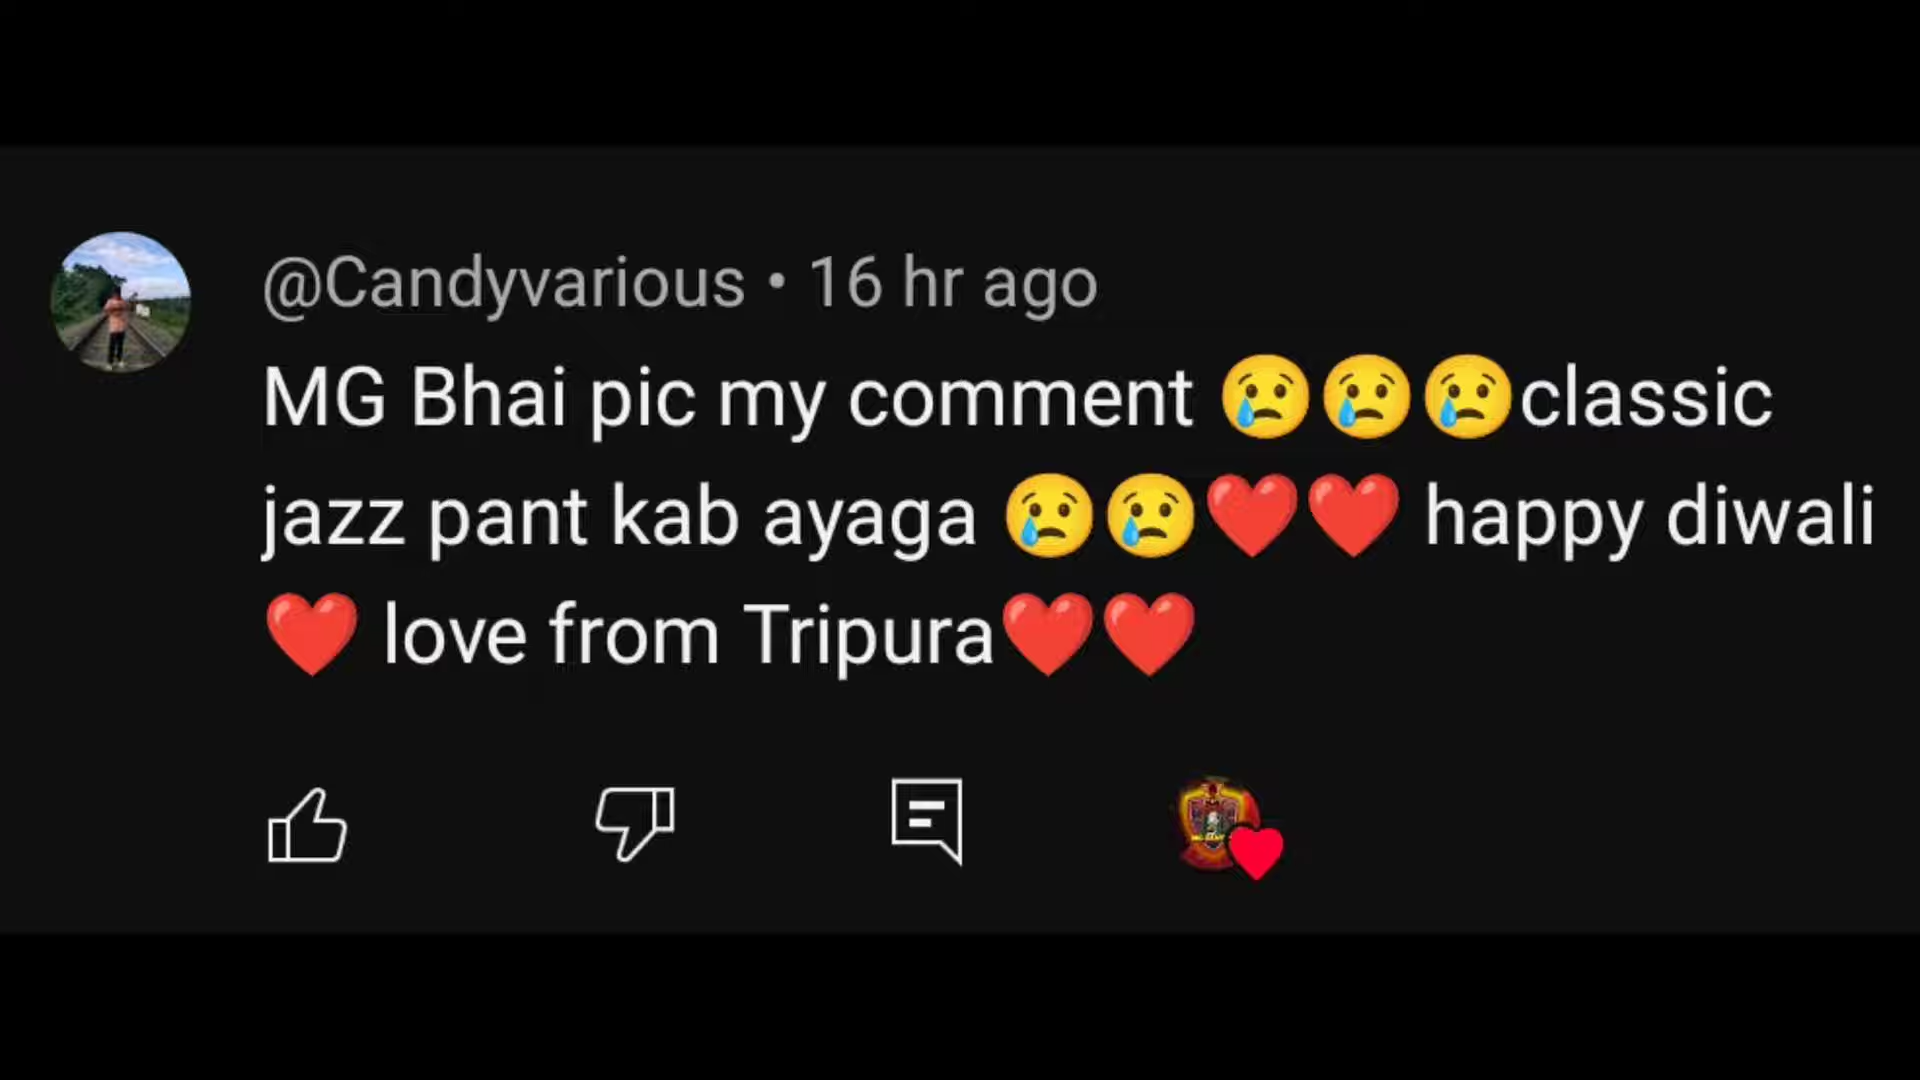 @Candyvarious • 16 hr ago
MG Bhai pic my comment 😢😢😢classic
jazz pant kab ayaga 😢😢❤️❤️ happy diwali
❤️ love from Tripura❤️❤️